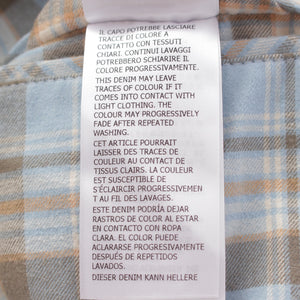 IL CAPO POTREBBE LASCIARE
TRACCE DI COLORE A
CONTATTO CON TESSUTI
CHIARI. CONTINUI LAVAGGI
POTREBBERO SCHIARIRE IL
COLORE PROGRESSIVAMENTE.
THIS DENIM MAY LEAVE
TRACES OF COLOUR IF IT
COMES INTO CONTACT WITH
LIGHT CLOTHING. THE
COLOUR MAY PROGRESSIVELY
FADE AFTER REPEATED
WASHING.
CET ARTICLE POURRAIT
LAISSER DES TRACES DE
COULEUR AU CONTACT DE
TISSUS CLAIRS. LA COULEUR
EST SUSCEPTIBLE DE
S'ÉCLAIRCIR PROGRESSIVEMEN
T AU FIL DES LAVAGES.
ESTE DENIM PODRÍA DEJAR
RASTROS DE COLOR AL ESTAR
EN CONTACTO CON ROPA
CLARA. EL COLOR PUEDE
ACLARARSE PROGRESIVAMENTE
DESPUÉS DE REPETIDOS
LAVADOS.
DIESER DENIM KANN HELLERE